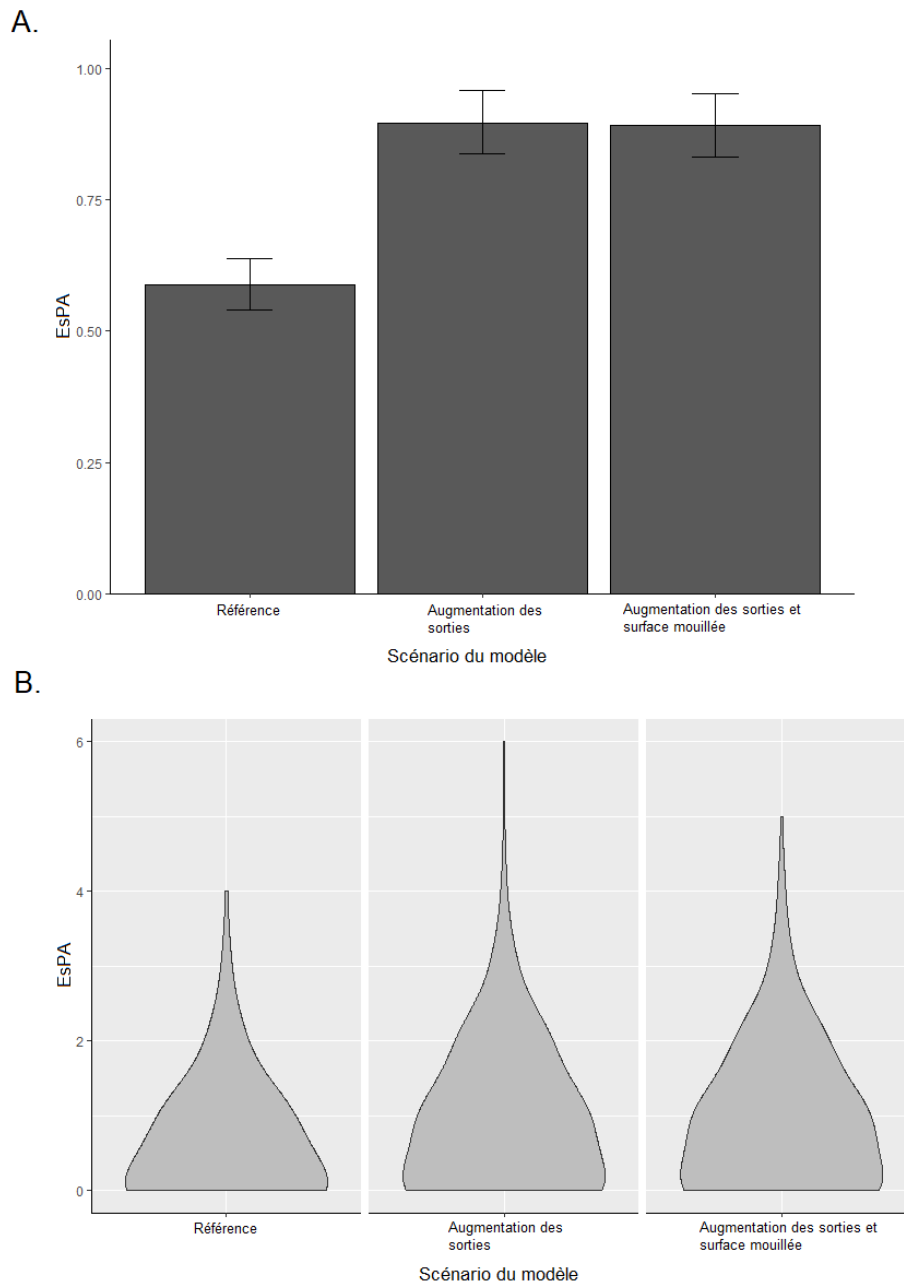 A.
1.00
0.75
0.50
0.25
0.00
EsPA
Référence
Augmentation des
sorties
Augmentation des sorties et
surface mouillée
Scénario du modèle
B.
6
4
2
0
EsPA
Référence
Augmentation des
sorties
Augmentation des sorties et
surface mouillée
Scénario du modèle